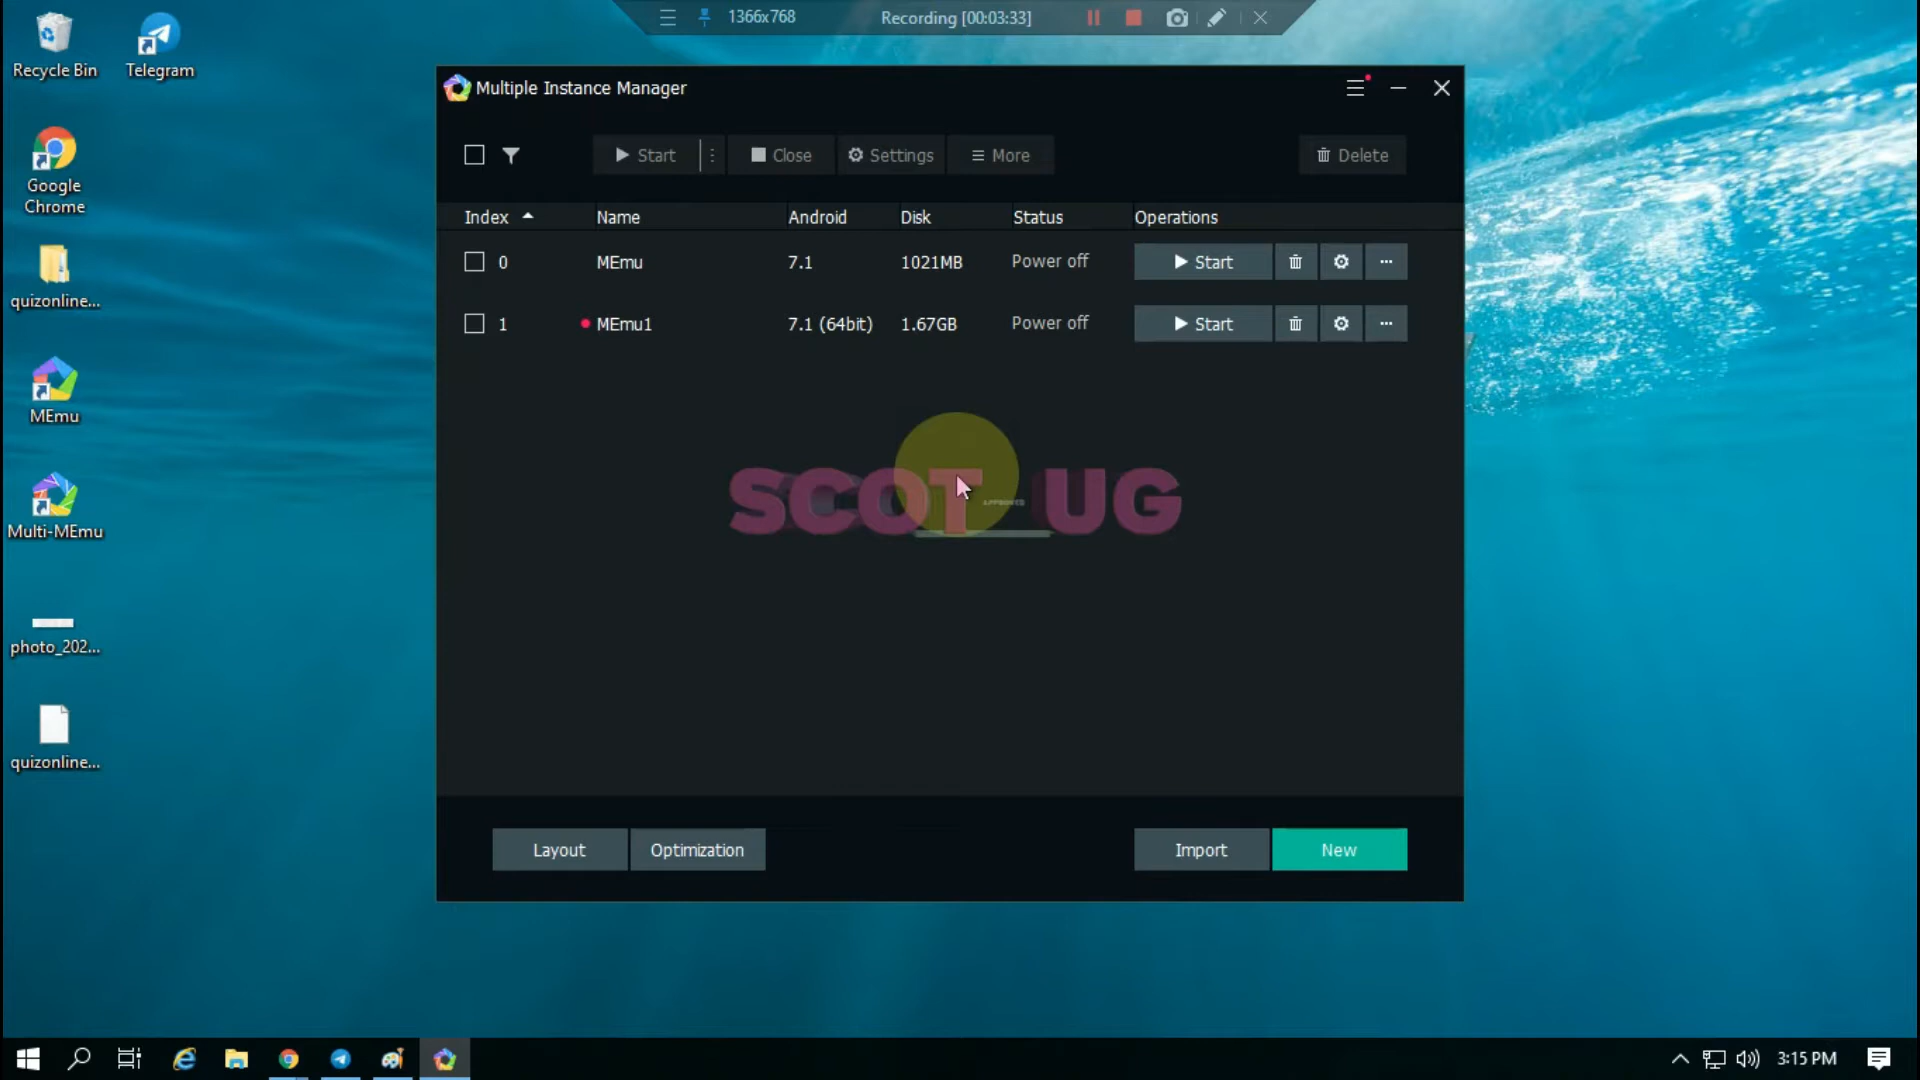 1366x768 Recording [00:03:33]
Recycle Bin
Telegram
Google Chrome
quizonline...
MEmu
Multi-MEmu
photo_202...
quizonline...
Multiple Instance Manager
Start Close Settings More Delete
Index Name Android Disk Status Operations
0 MEmu 7.1 1021MB Power off Start
1 MEmu1 7.1 (64bit) 1.67GB Power off Start
SCOT UG
APPROVED
Layout Optimization Import New
3:15 PM